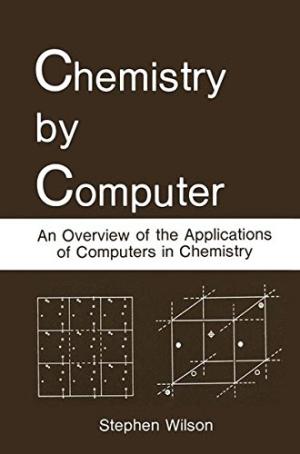 Chemistry
by
Computer
An Overview of the Applications
of Computers in Chemistry
Stephen Wilson